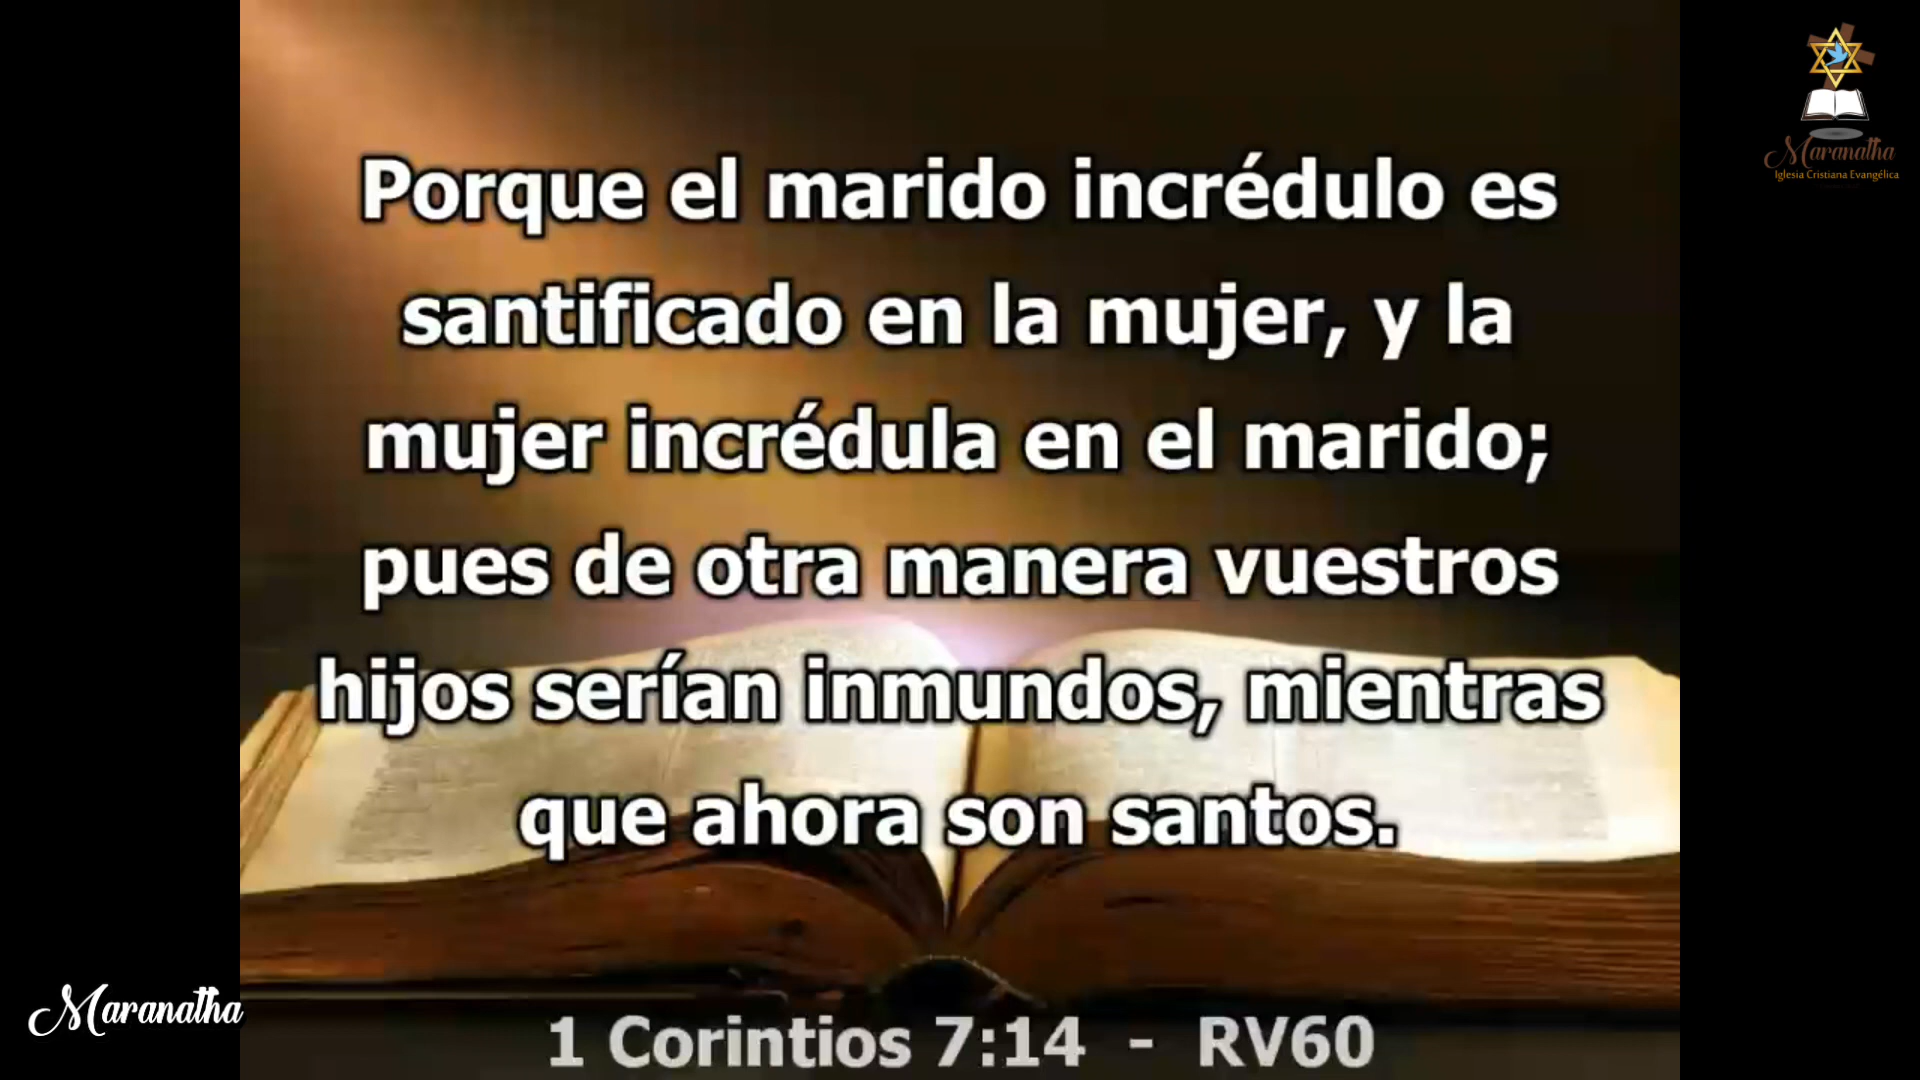 Porque el marido incrédulo es
santificado en la mujer, y la
mujer incrédula en el marido;
pues de otra manera vuestros
hijos serían inmundos, mientras
que ahora son santos.
1 Corintios 7:14 - RV60
Maranatha
Iglesia Cristiana Evangélica
Maranatha